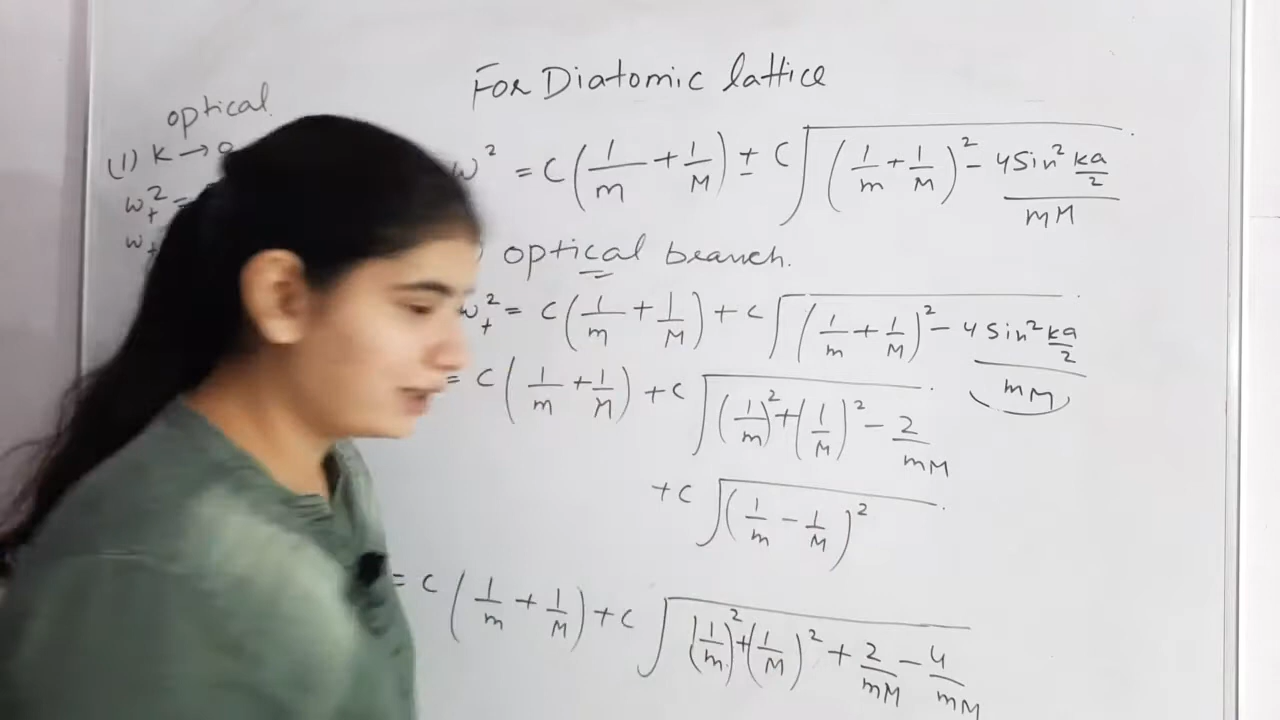 For Diatomic lattice
optical
(1) K → 0
ω₊² =
ω₊
ω² = C(1/m + 1/M) ± C√((1/m + 1/M)² - 4Sin² ka/2 / mM)
optical branch.
ω₊² = C(1/m + 1/M) + C√((1/m + 1/M)² - 4Sin² ka/2 / mM)
= C(1/m + 1/M) + C√((1/m)² + (1/M)² - 2/mM)
+ C√((1/m - 1/M)²)
= C(1/m + 1/M) + C√((1/m)² + (1/M)² + 2/mM - 4/mM)